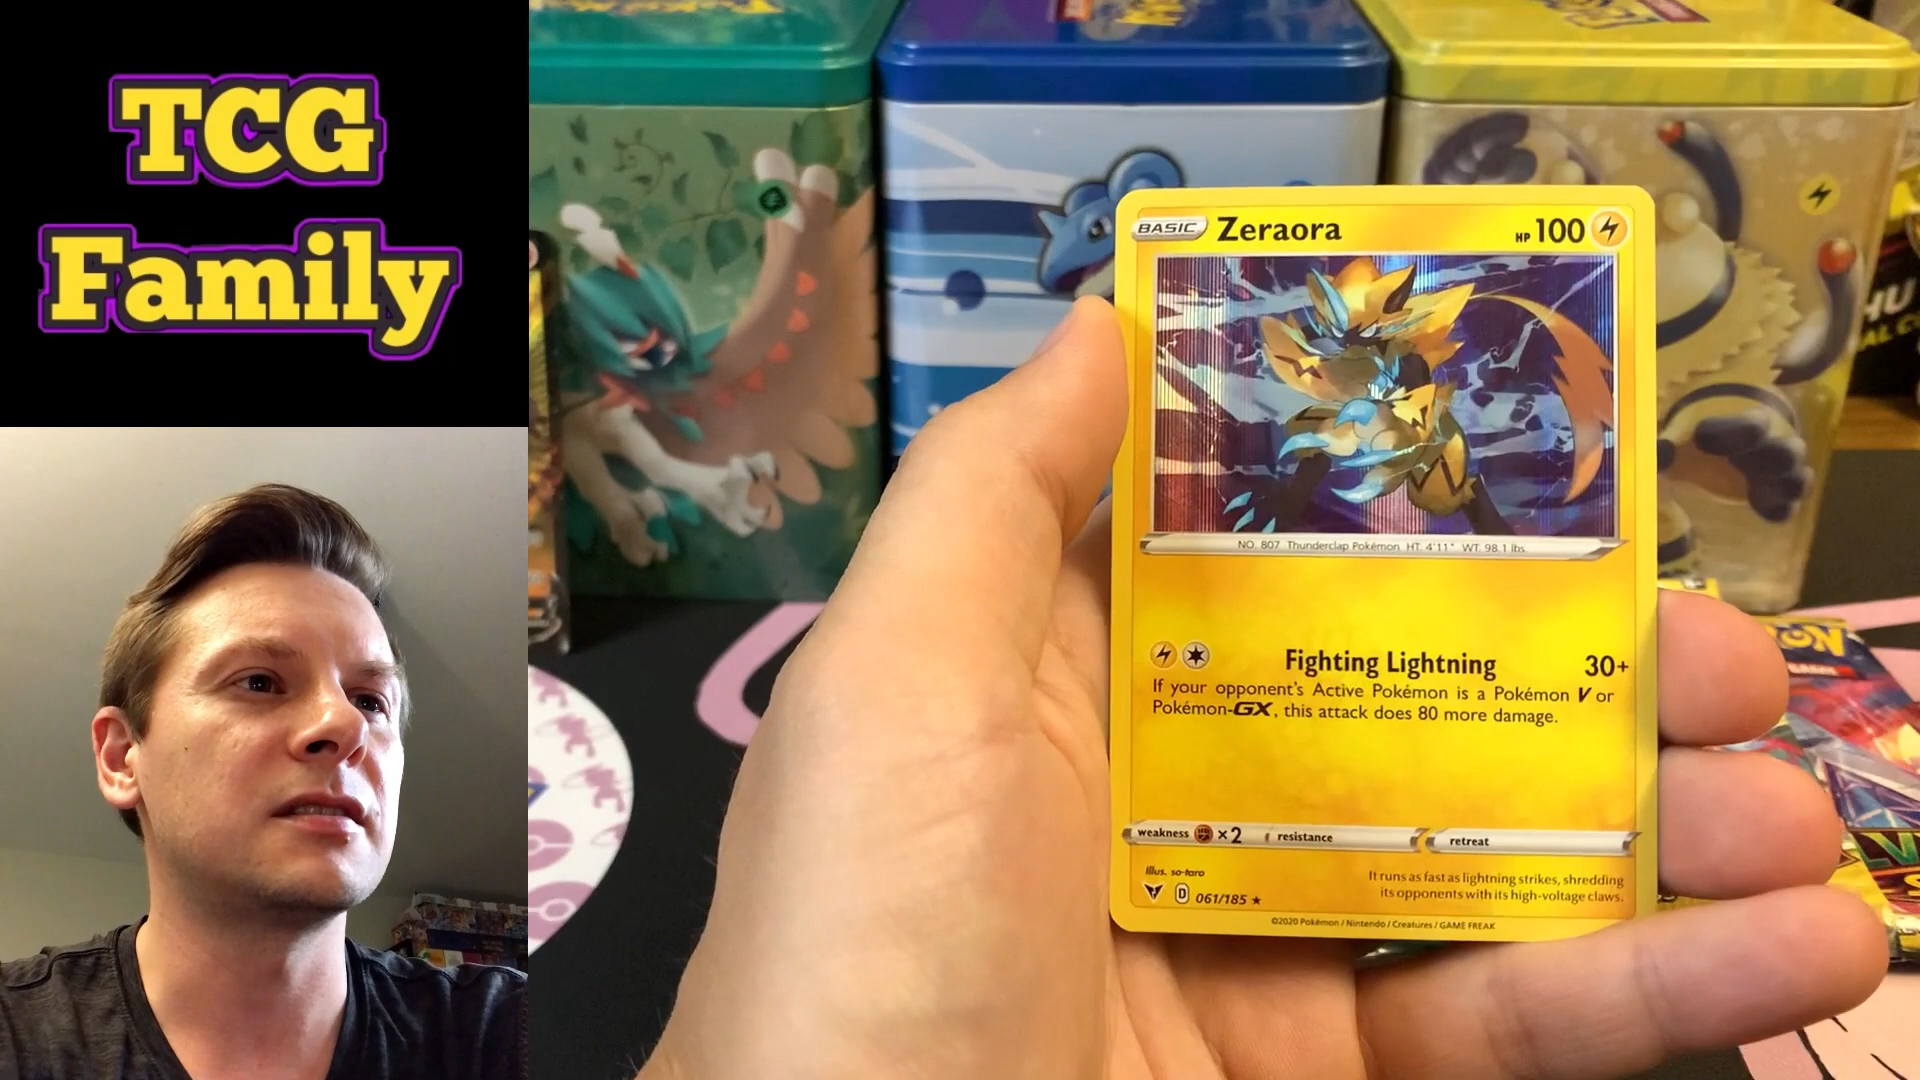 TCG
Family
BASIC Zeraora HP 100
NO. 807 Thunderclap Pokémon HT: 4'11" WT: 98.1 lbs.
Fighting Lightning 30+
If your opponent's Active Pokémon is a Pokémon V or
Pokémon-GX, this attack does 80 more damage.
weakness ×2 resistance retreat
Illus. so-taro
D 061/185 ★
It runs as fast as lightning strikes, shredding
its opponents with its high-voltage claws.
©2020 Pokémon / Nintendo / Creatures / GAME FREAK